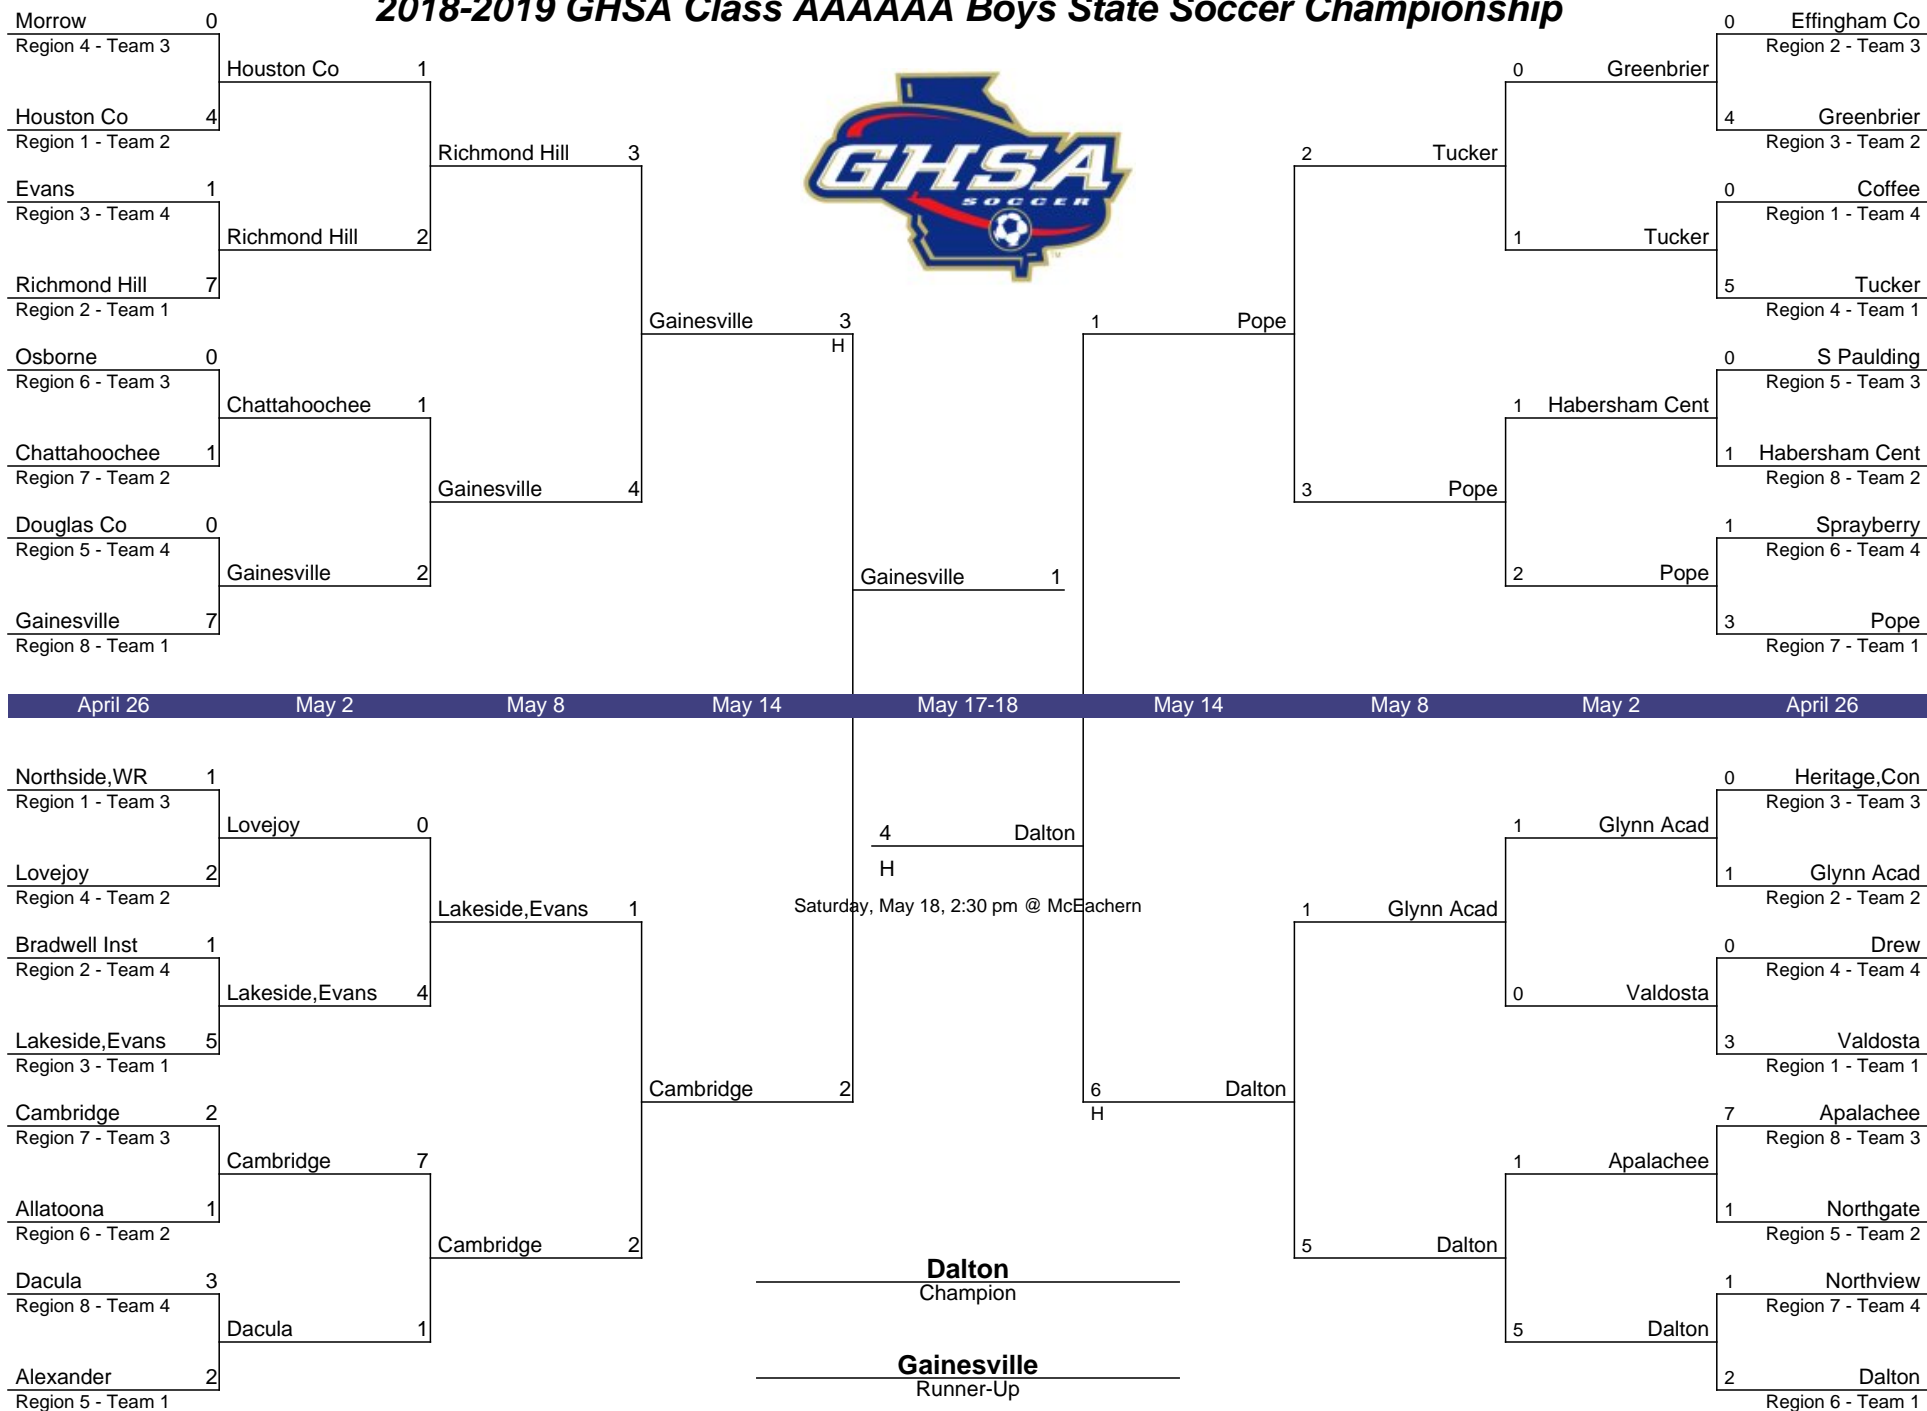 2018-2019 GHSA Class AAAAAA Boys State Soccer Championship
Morrow 0
Region 4 - Team 3
Houston Co 4
Region 1 - Team 2
Evans 1
Region 3 - Team 4
Richmond Hill 7
Region 2 - Team 1
Osborne 0
Region 6 - Team 3
Chattahoochee 1
Region 7 - Team 2
Douglas Co 0
Region 5 - Team 4
Gainesville 7
Region 8 - Team 1
Houston Co 1
Richmond Hill 2
Chattahoochee 1
Gainesville 2
Richmond Hill 3
Gainesville 4
Gainesville 3
H
Gainesville 1
GHSA
SOCCER
TM
1 Pope
2 Tucker
3 Pope
0 Greenbrier
1 Tucker
1 Habersham Cent
2 Pope
0 Effingham Co
Region 2 - Team 3
4 Greenbrier
Region 3 - Team 2
0 Coffee
Region 1 - Team 4
5 Tucker
Region 4 - Team 1
0 S Paulding
Region 5 - Team 3
1 Habersham Cent
Region 8 - Team 2
1 Sprayberry
Region 6 - Team 4
3 Pope
Region 7 - Team 1
April 26 May 2 May 8 May 14 May 17-18 May 14 May 8 May 2 April 26
Northside,WR 1
Region 1 - Team 3
Lovejoy 2
Region 4 - Team 2
Bradwell Inst 1
Region 2 - Team 4
Lakeside,Evans 5
Region 3 - Team 1
Cambridge 2
Region 7 - Team 3
Allatoona 1
Region 6 - Team 2
Dacula 3
Region 8 - Team 4
Alexander 2
Region 5 - Team 1
Lovejoy 0
Lakeside,Evans 4
Cambridge 7
Dacula 1
Lakeside,Evans 1
Cambridge 2
Cambridge 2
4 Dalton
H
Saturday, May 18, 2:30 pm @ McEachern
6 Dalton
H
1 Glynn Acad
5 Dalton
1 Glynn Acad
0 Valdosta
1 Apalachee
5 Dalton
0 Heritage,Con
Region 3 - Team 3
1 Glynn Acad
Region 2 - Team 2
0 Drew
Region 4 - Team 4
3 Valdosta
Region 1 - Team 1
7 Apalachee
Region 8 - Team 3
1 Northgate
Region 5 - Team 2
1 Northview
Region 7 - Team 4
2 Dalton
Region 6 - Team 1
Dalton
Champion
Gainesville
Runner-Up